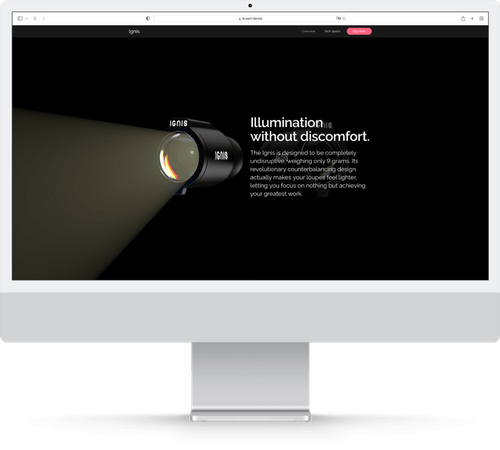 Ignis
Overview
Tech specs
Buy now
IGNIS
IGNIS
Illumination
without discomfort.
The Ignis is designed to be completely
undisruptive: weighing only 9 grams. Its
revolutionary counterbalancing design
actually makes your loupes feel lighter,
letting you focus on nothing but achieving
your greatest work.